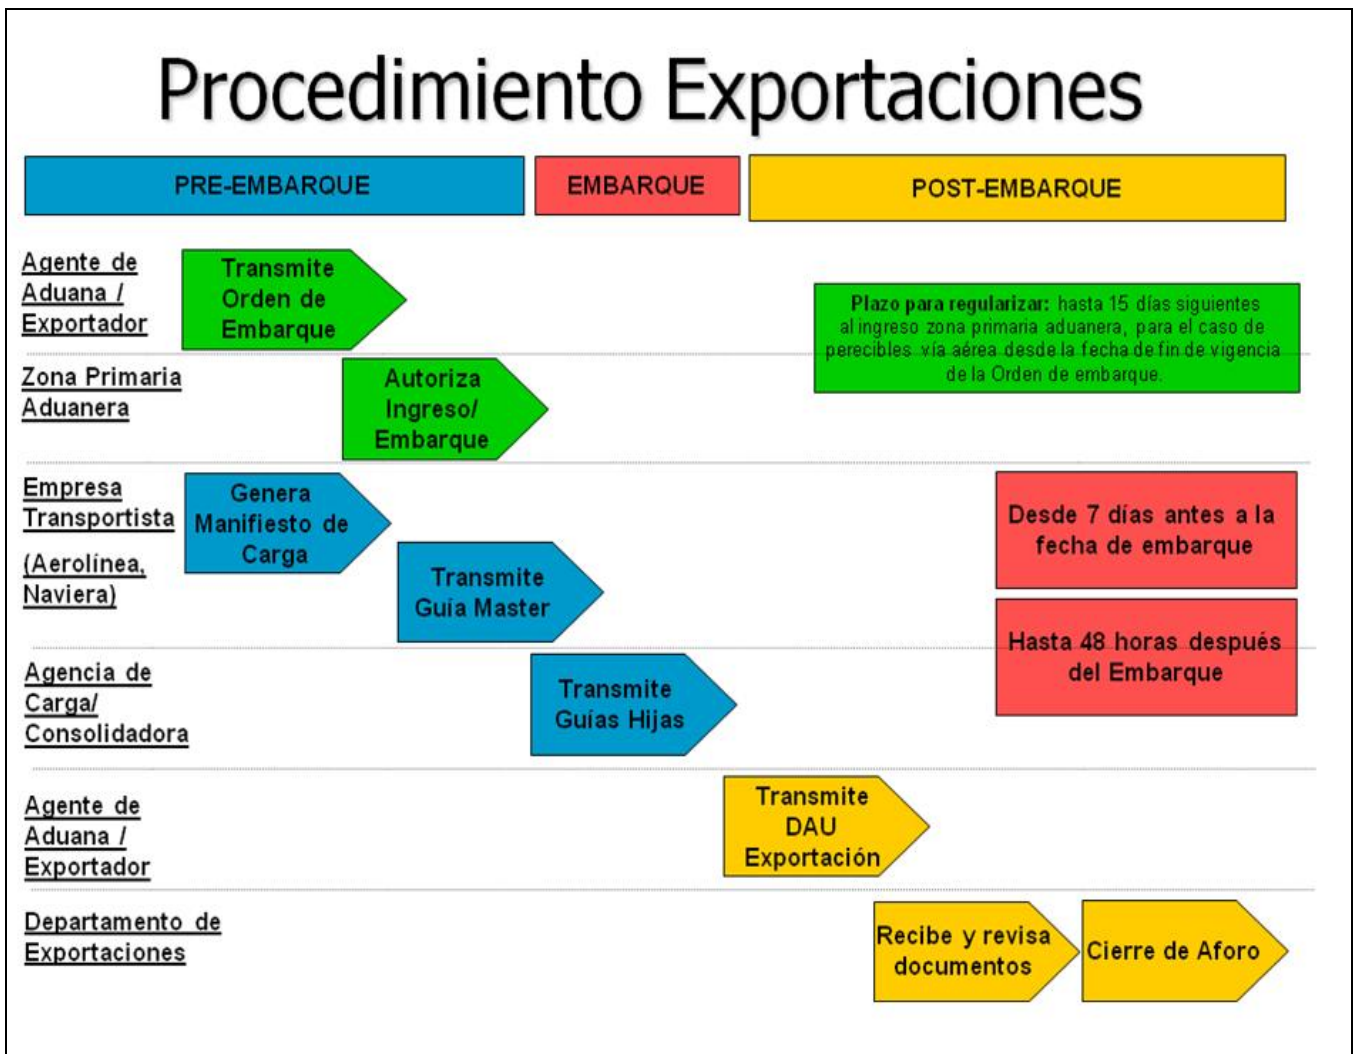 Procedimiento Exportaciones
PRE-EMBARQUE
EMBARQUE
POST-EMBARQUE
Agente de
Aduana /
Exportador
Transmite
Orden de
Embarque
Plazo para regularizar: hasta 15 días siguientes
al ingreso zona primaria aduanera, para el caso de
perecibles vía aérea desde la fecha de fin de vigencia
de la Orden de embarque.
Zona Primaria
Aduanera
Autoriza
Ingreso/
Embarque
Empresa
Transportista
(Aerolínea,
Naviera)
Genera
Manifiesto de
Carga
Transmite
Guía Master
Desde 7 días antes a la
fecha de embarque
Hasta 48 horas después
del Embarque
Agencia de
Carga/
Consolidadora
Transmite
Guías Hijas
Agente de
Aduana /
Exportador
Transmite
DAU
Exportación
Departamento de
Exportaciones
Recibe y revisa
documentos
Cierre de Aforo